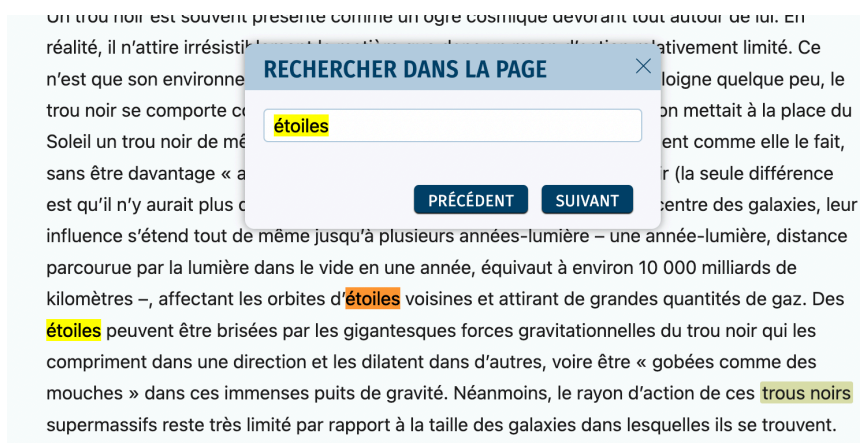 Un trou noir est souvent présenté comme un ogre cosmique dévorant tout autour de lui. En
réalité, il n'attire limité. Ce
n’est que son quelque peu, le
trou noir se comporte mettait à la place du
Soleil un trou noir de comme elle le fait,
sans être davantage « (la seule différence
est qu’il n’y aurait plus centre des galaxies, leur
RECHERCHER DANS LA PAGE
étoiles
PRÉCÉDENT SUIVANT
influence s’étend tout de même jusqu’à plusieurs années-lumière – une année-lumière, distance
parcourue par la lumière dans le vide en une année, équivaut à environ 10 000 milliards de
kilomètres –, affectant les orbites d’étoiles voisines et attirant de grandes quantités de gaz. Des
étoiles peuvent être brisées par les gigantesques forces gravitationnelles du trou noir qui les
compriment dans une direction et les dilatent dans d’autres, voire être « gobées comme des
mouches » dans ces immenses puits de gravité. Néanmoins, le rayon d’action de ces trous noirs
supermassifs reste très limité par rapport à la taille des galaxies dans lesquelles ils se trouvent.